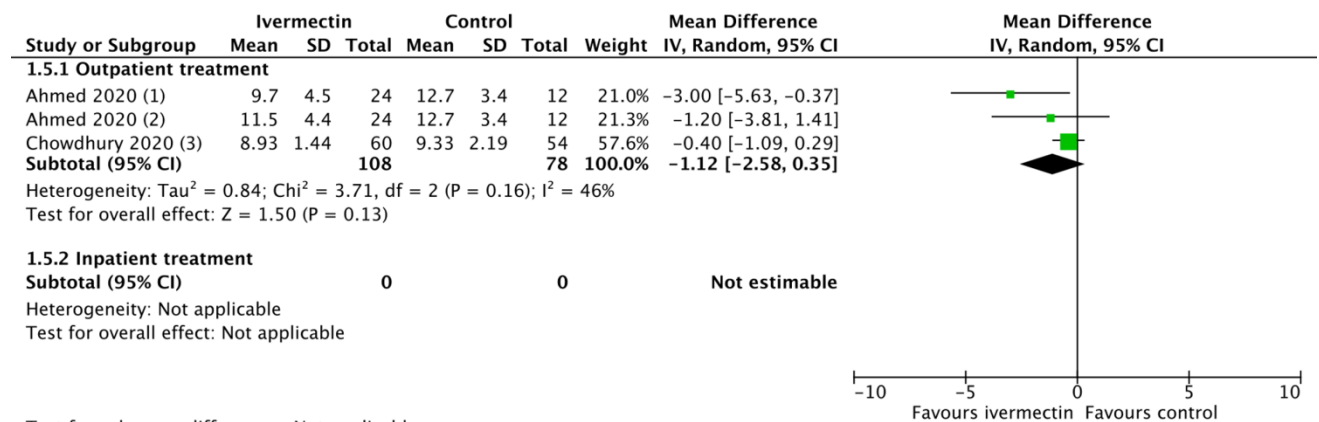 Ivermectin Control Mean Difference Mean Difference
Study or Subgroup Mean SD Total Mean SD Total Weight IV, Random, 95% CI IV, Random, 95% CI
1.5.1 Outpatient treatment
Ahmed 2020 (1) 9.7 4.5 24 12.7 3.4 12 21.0% -3.00 [-5.63, -0.37]
Ahmed 2020 (2) 11.5 4.4 24 12.7 3.4 12 21.3% -1.20 [-3.81, 1.41]
Chowdhury 2020 (3) 8.93 1.44 60 9.33 2.19 54 57.6% -0.40 [-1.09, 0.29]
Subtotal (95% CI) 108 78 100.0% -1.12 [-2.58, 0.35]
Heterogeneity: Tau² = 0.84; Chi² = 3.71, df = 2 (P = 0.16); I² = 46%
Test for overall effect: Z = 1.50 (P = 0.13)
1.5.2 Inpatient treatment
Subtotal (95% CI) 0 0 Not estimable
Heterogeneity: Not applicable
Test for overall effect: Not applicable
-10 -5 0 5 10
Favours ivermectin Favours control